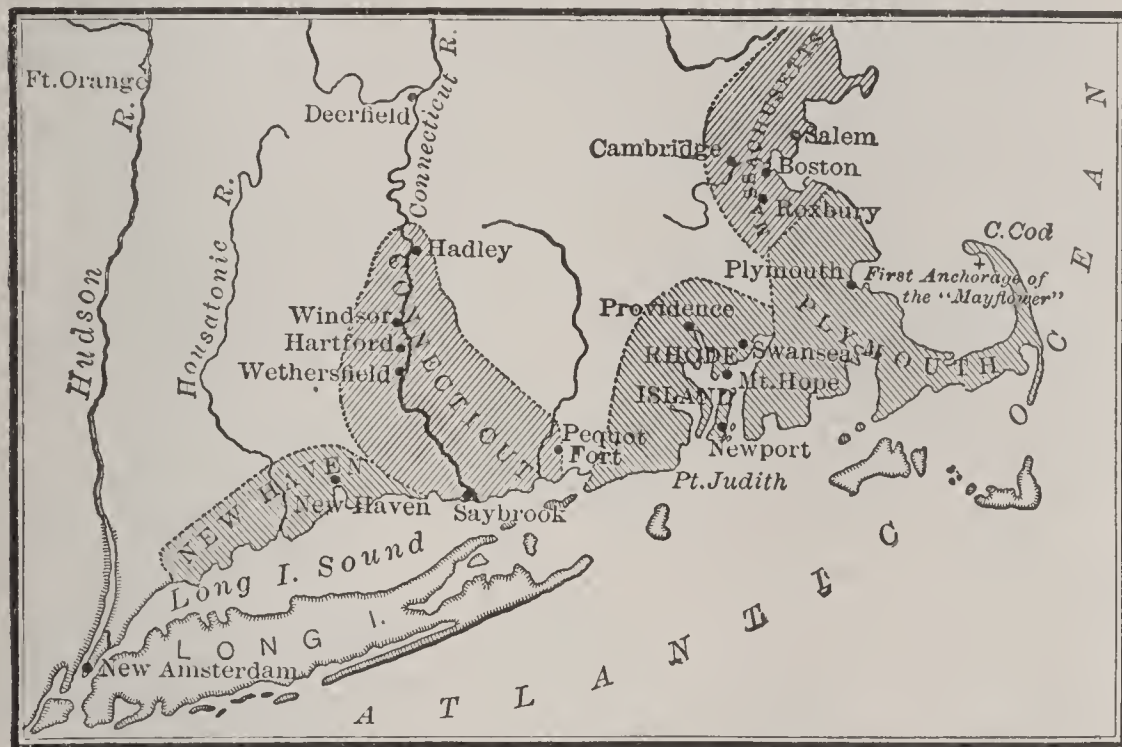 Ft. Orange
Hudson
R.
Housatonic R.
Connecticut R.
Deerfield
Hadley
Windsor
Hartford
Wethersfield
CONNECTICUT
NEW HAVEN
New Haven
Saybrook
Pequot
Fort
Long I. Sound
LONG I.
New Amsterdam
MASSACHUSETTS
Cambridge
Salem
Boston
Roxbury
C. Cod
Plymouth
First Anchorage of
the "Mayflower"
PLYMOUTH
Providence
RHODE
ISLAND
Swansea
Mt. Hope
Newport
Pt. Judith
ATLANTIC
OCEAN